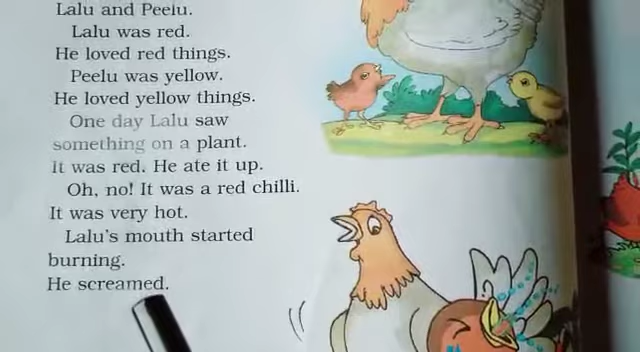 Lalu and Peelu.
Lalu was red.
He loved red things.
Peelu was yellow.
He loved yellow things.
One day Lalu saw
something on a plant.
It was red. He ate it up.
Oh, no! It was a red chilli.
It was very hot.
Lalu's mouth started
burning.
He screamed.